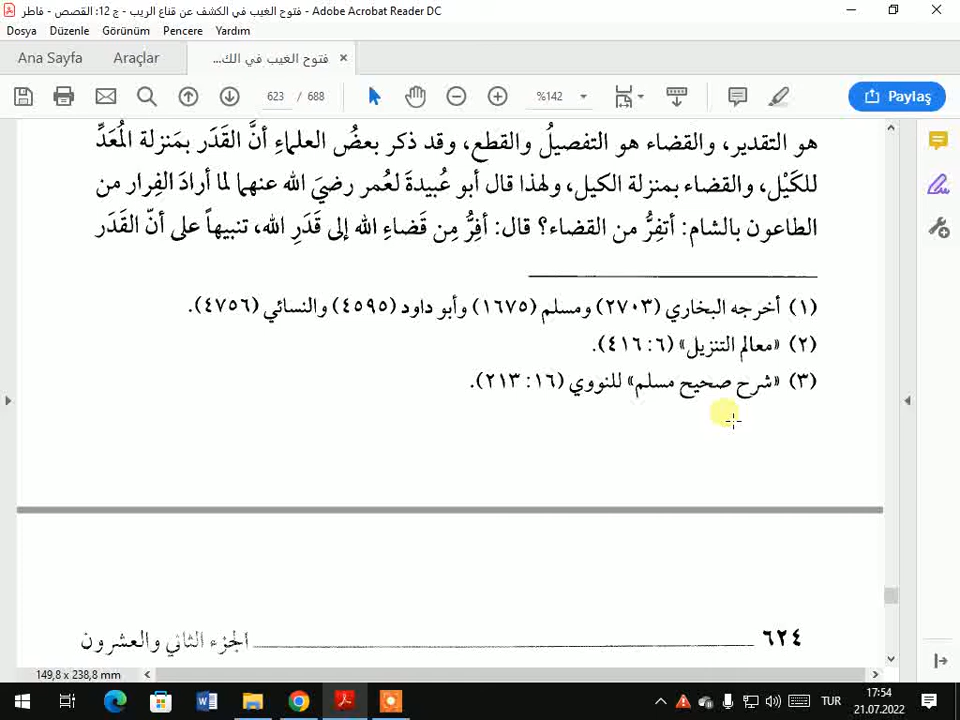 فتوح الغيب في الكشف عن قناع الريب - ج 12: القصص - فاطر - Adobe Acrobat Reader DC
Dosya Düzenle Görünüm Pencere Yardım
Ana Sayfa Araçlar فتوح الغيب في الك... ×
623 / 688 %142 Paylaş
هو التقدير، والقضاء هو التفصيلُ والقطع، وقد ذكر بعضُ العلماءِ أنَّ القَدَر بمَنزلة المُعَدِّ
للكَيْل، والقضاء بمنزلة الكيل، ولهذا قال أبو عُبيدةَ لعُمر رضيَ الله عنهما لما أرادَ الفِرار من
الطاعون بالشام: أتفِرُّ من القضاء؟ قال: أفِرُّ مِن قَضاءِ الله إلى قَدَرِ الله، تنبيهاً على أنّ القَدَر
(١) أخرجه البخاري (٢٧٠٣) ومسلم (١٦٧٥) وأبو داود (٤٥٩٥) والنسائي (٤٧٥٦).
(٢) «معالم التنزيل» (٦: ٤١٦).
(٣) «شرح صحيح مسلم» للنووي (١٦: ٢١٣).
٦٢٤ الجزء الثاني والعشرون
149,8 x 238,8 mm
TUR 17:54
21.07.2022